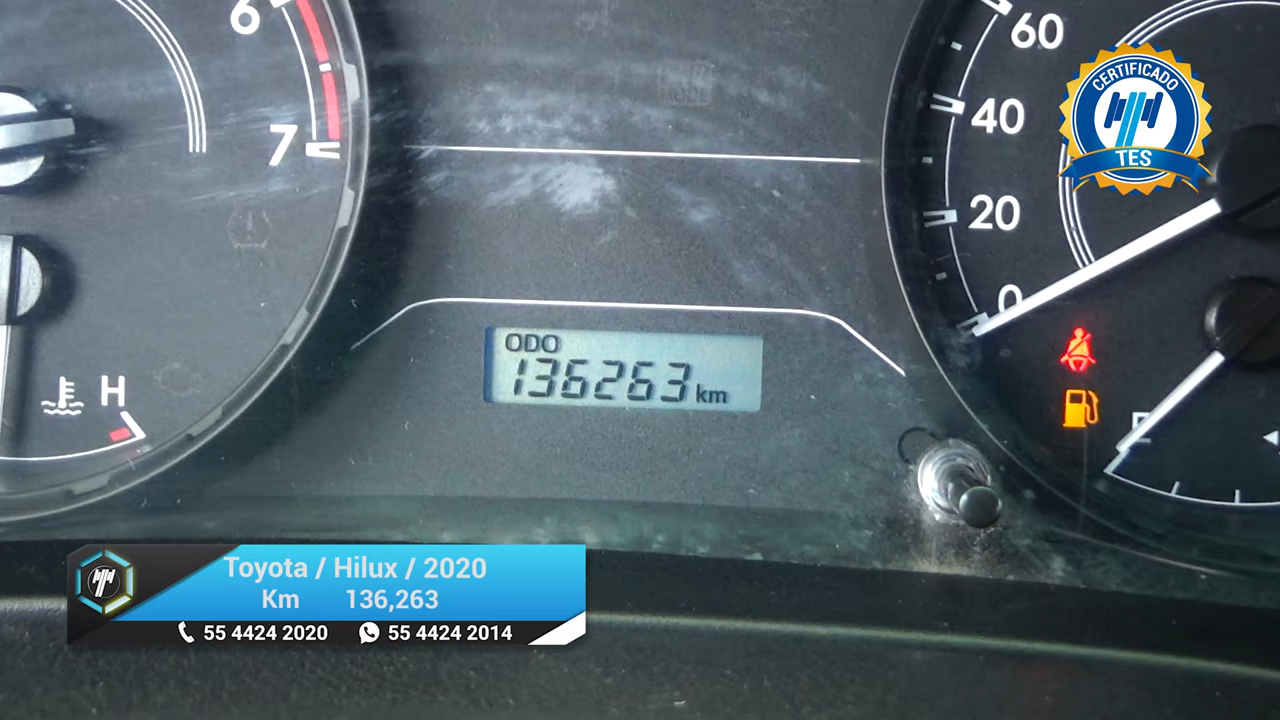 6
7
H
ODO
136263 km
60
40
20
0
E
CERTIFICADO
TES
Toyota / Hilux / 2020
Km 136,263
55 4424 2020 55 4424 2014